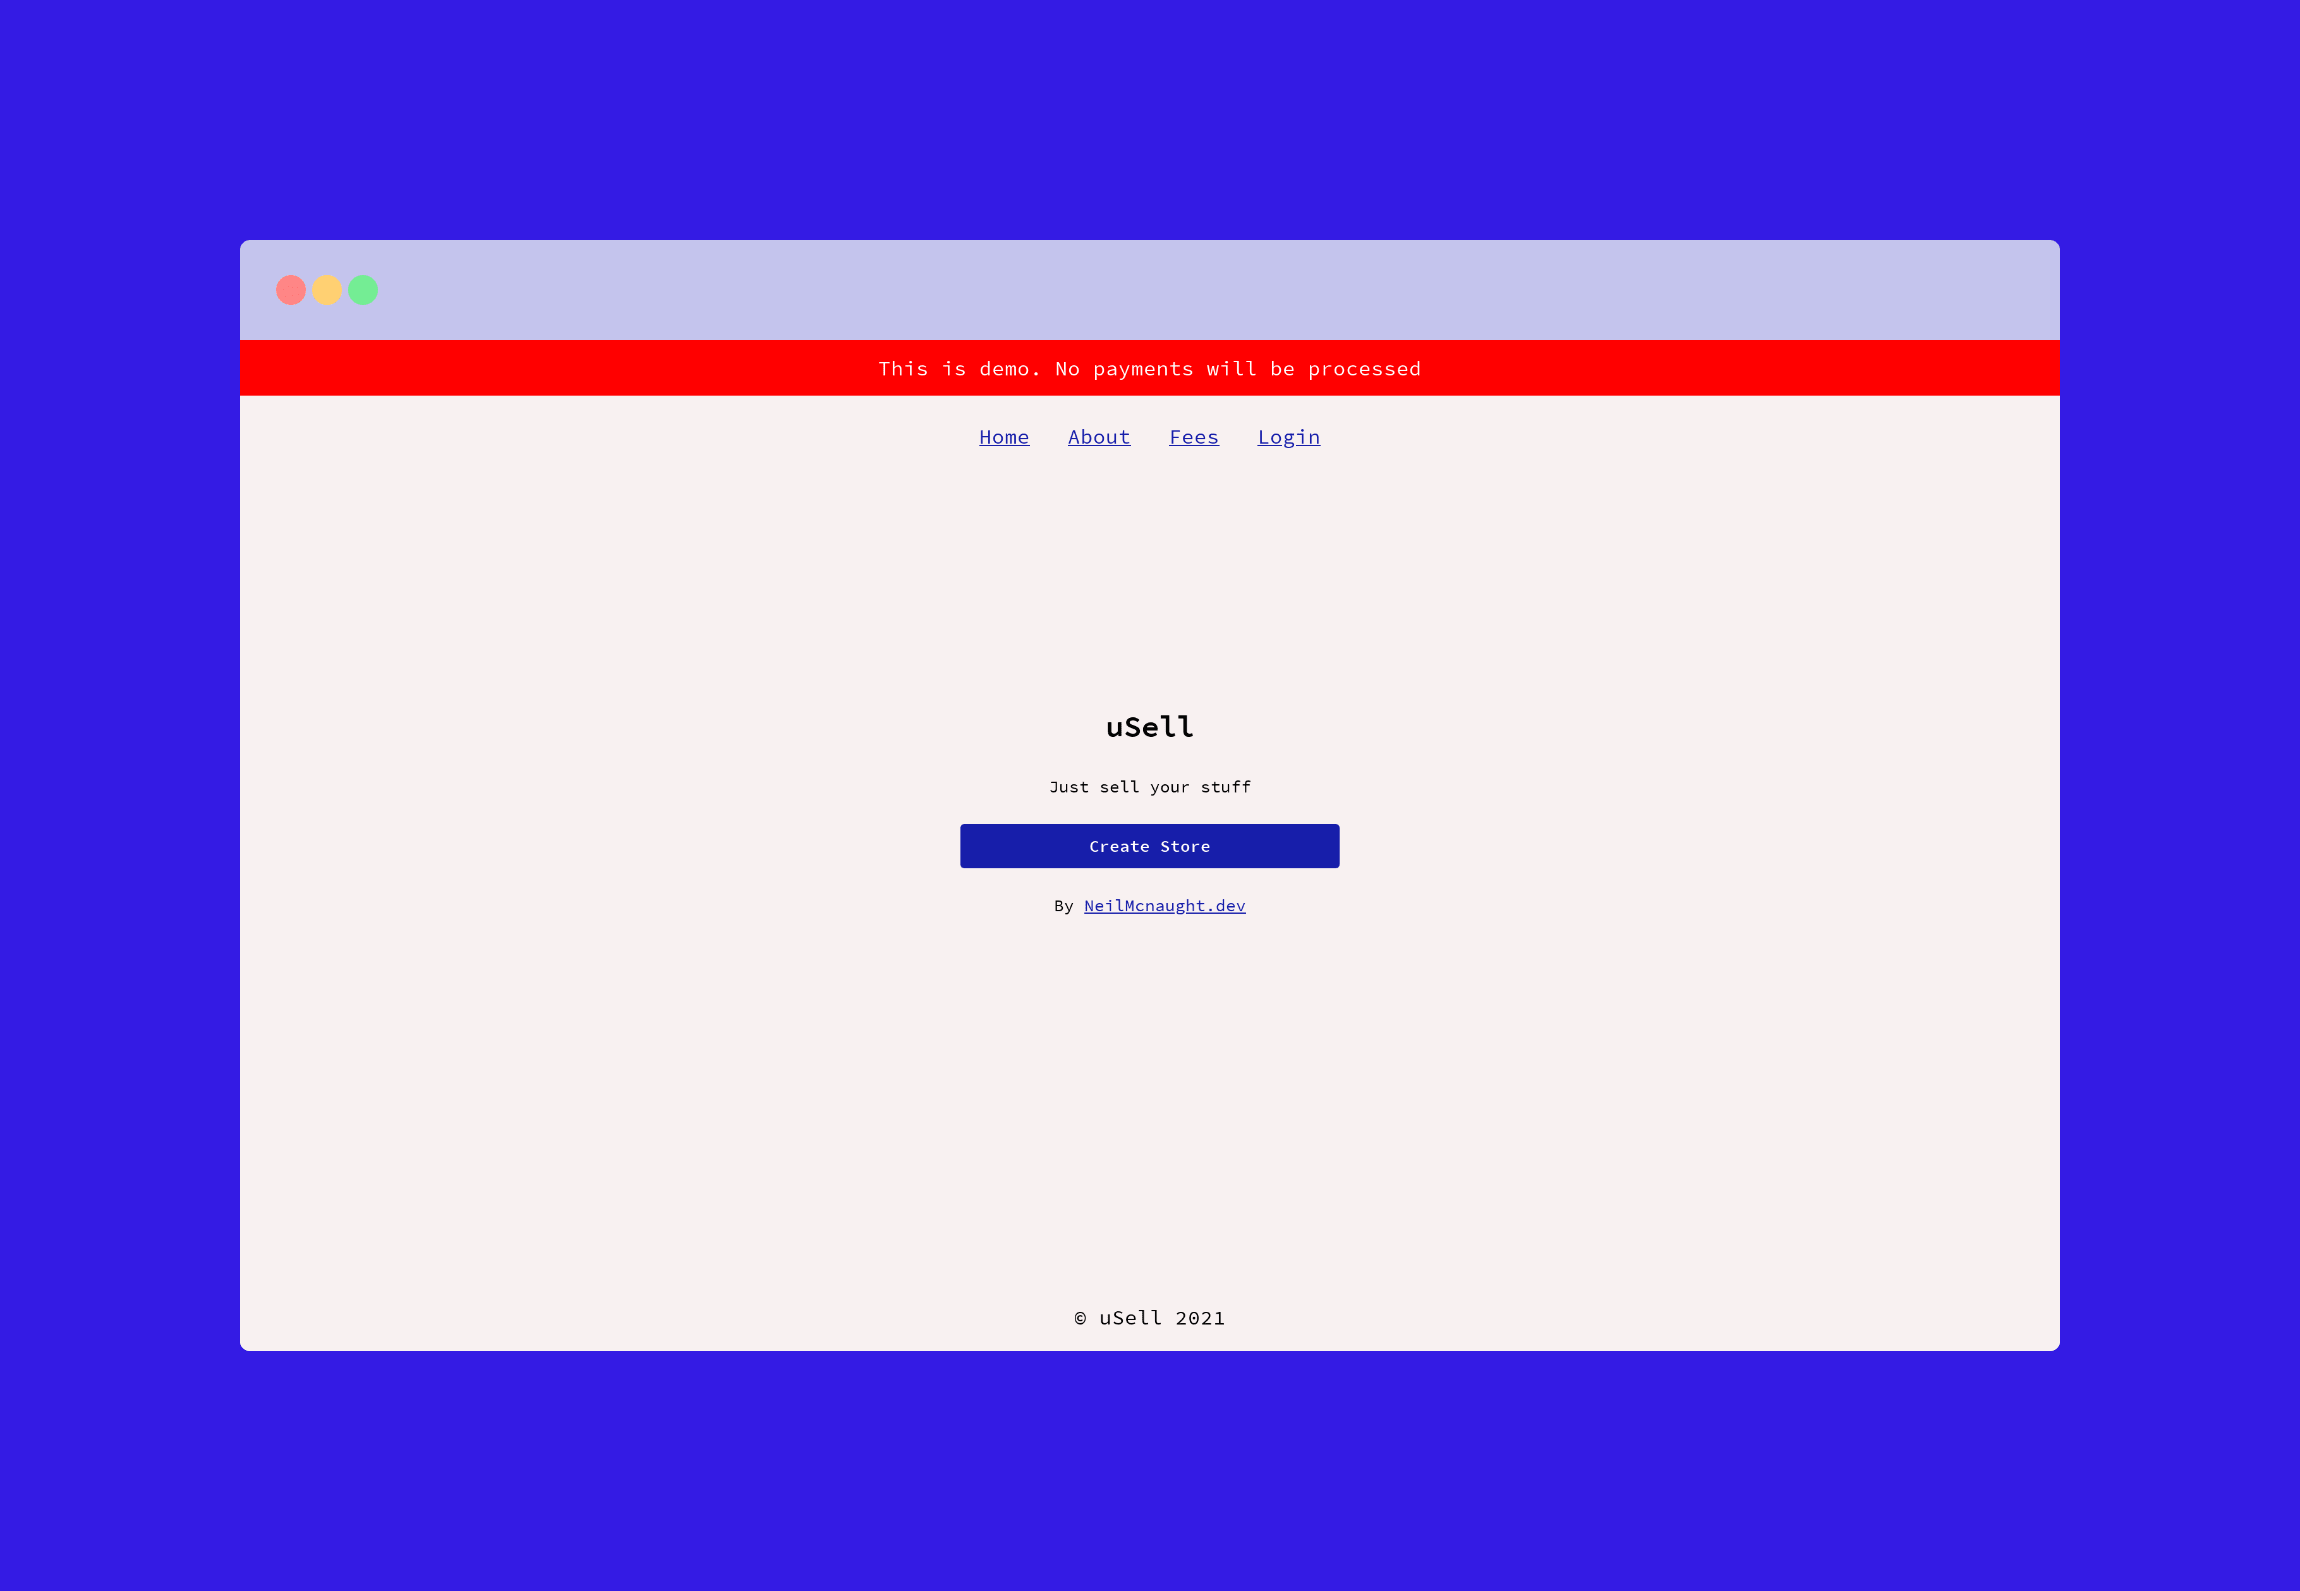 This is demo. No payments will be processed
Home About Fees Login
uSell
Just sell your stuff
Create Store
By NeilMcnaught.dev
© uSell 2021